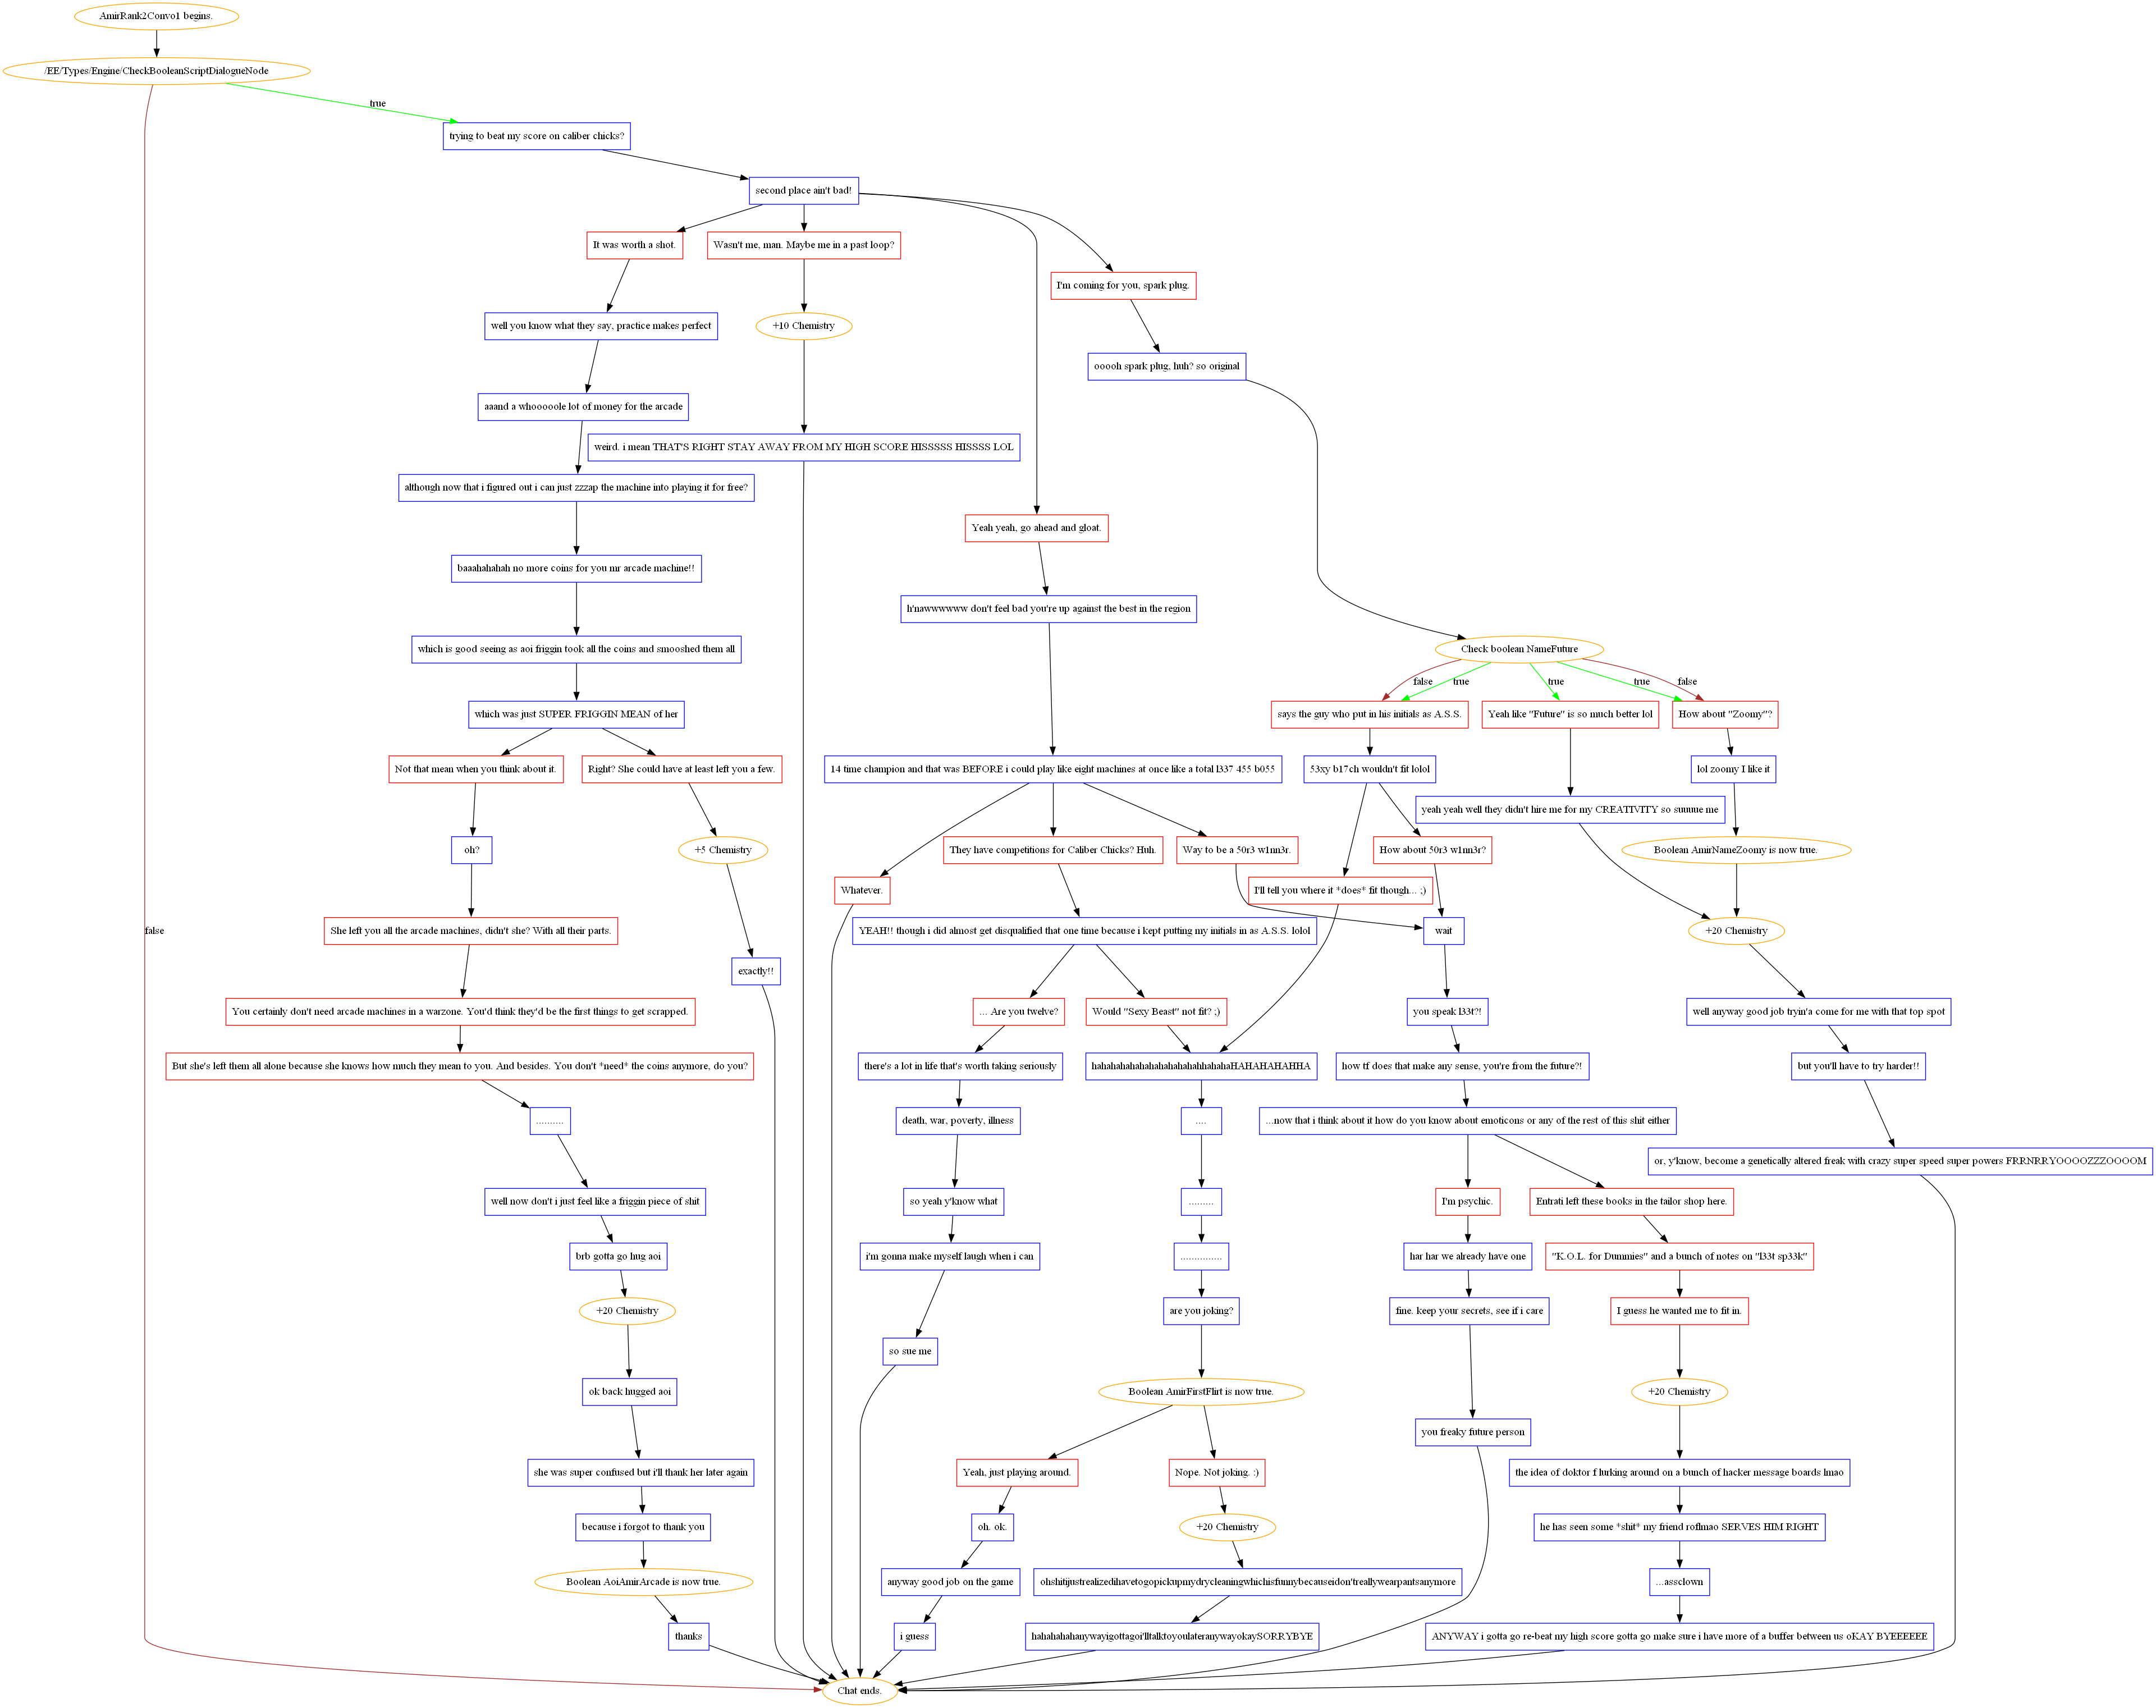 AmirRank2Convo1 begins.
/EE/Types/Engine/CheckBooleanScriptDialogueNode
true
trying to beat my score on caliber chicks?
second place ain't bad!
It was worth a shot.
Wasn't me, man. Maybe me in a past loop?
I'm coming for you, spark plug.
well you know what they say, practice makes perfect
+10 Chemistry
ooooh spark plug, huh? so original
aaand a whooooole lot of money for the arcade
weird. i mean THAT'S RIGHT STAY AWAY FROM MY HIGH SCORE HISSSSS HISSSS LOL
although now that i figured out i can just zzzap the machine into playing it for free?
Yeah yeah, go ahead and gloat.
baaahahahah no more coins for you mr arcade machine!!
h'nawwwwww don't feel bad you're up against the best in the region
which is good seeing as aoi friggin took all the coins and smooshed them all
Check boolean NameFuture
false
true
true
true
false
which was just SUPER FRIGGIN MEAN of her
says the guy who put in his initials as A.S.S.
Yeah like "Future" is so much better lol
How about "Zoomy"?
Not that mean when you think about it.
Right? She could have at least left you a few.
14 time champion and that was BEFORE i could play like eight machines at once like a total l337 455 b055
53xy b17ch wouldn't fit lolol
lol zoomy I like it
yeah yeah well they didn't hire me for my CREATIVITY so suuuue me
oh?
+5 Chemistry
They have competitions for Caliber Chicks? Huh.
Way to be a 50r3 w1nn3r.
How about 50r3 w1nn3r?
Boolean AmirNameZoomy is now true.
Whatever.
I'll tell you where it *does* fit though... ;)
false
She left you all the arcade machines, didn't she? With all their parts.
YEAH!! though i did almost get disqualified that one time because i kept putting my initials in as A.S.S. lolol
wait
+20 Chemistry
exactly!!
You certainly don't need arcade machines in a warzone. You'd think they'd be the first things to get scrapped.
... Are you twelve?
Would "Sexy Beast" not fit? ;)
you speak l33t?!
well anyway good job tryin'a come for me with that top spot
But she's left them all alone because she knows how much they mean to you. And besides. You don't *need* the coins anymore, do you?
there's a lot in life that's worth taking seriously
hahahahahahahahahahahhahahaHAHAHAHAHHA
how tf does that make any sense, you're from the future?!
but you'll have to try harder!!
..........
death, war, poverty, illness
....
...now that i think about it how do you know about emoticons or any of the rest of this shit either
or, y'know, become a genetically altered freak with crazy super speed super powers FRRNRRYOOOOZZZOOOOM
well now don't i just feel like a friggin piece of shit
so yeah y'know what
.........
I'm psychic.
Entrati left these books in the tailor shop here.
brb gotta go hug aoi
i'm gonna make myself laugh when i can
...............
har har we already have one
"K.O.L. for Dummies" and a bunch of notes on "l33t sp33k"
+20 Chemistry
are you joking?
fine. keep your secrets, see if i care
I guess he wanted me to fit in.
so sue me
ok back hugged aoi
Boolean AmirFirstFlirt is now true.
+20 Chemistry
you freaky future person
she was super confused but i'll thank her later again
Yeah, just playing around.
Nope. Not joking. :)
the idea of doktor f lurking around on a bunch of hacker message boards lmao
because i forgot to thank you
oh. ok.
+20 Chemistry
he has seen some *shit* my friend roflmao SERVES HIM RIGHT
Boolean AoiAmirArcade is now true.
anyway good job on the game
ohshitijustrealizedihavetogopickupmydrycleaningwhichisfunnybecauseidon'treallywearpantsanymore
...assclown
thanks
i guess
hahahahahanywayigottagoi'lltalktoyoulateranywayokaySORRYBYE
ANYWAY i gotta go re-beat my high score gotta go make sure i have more of a buffer between us oKAY BYEEEEEE
Chat ends.